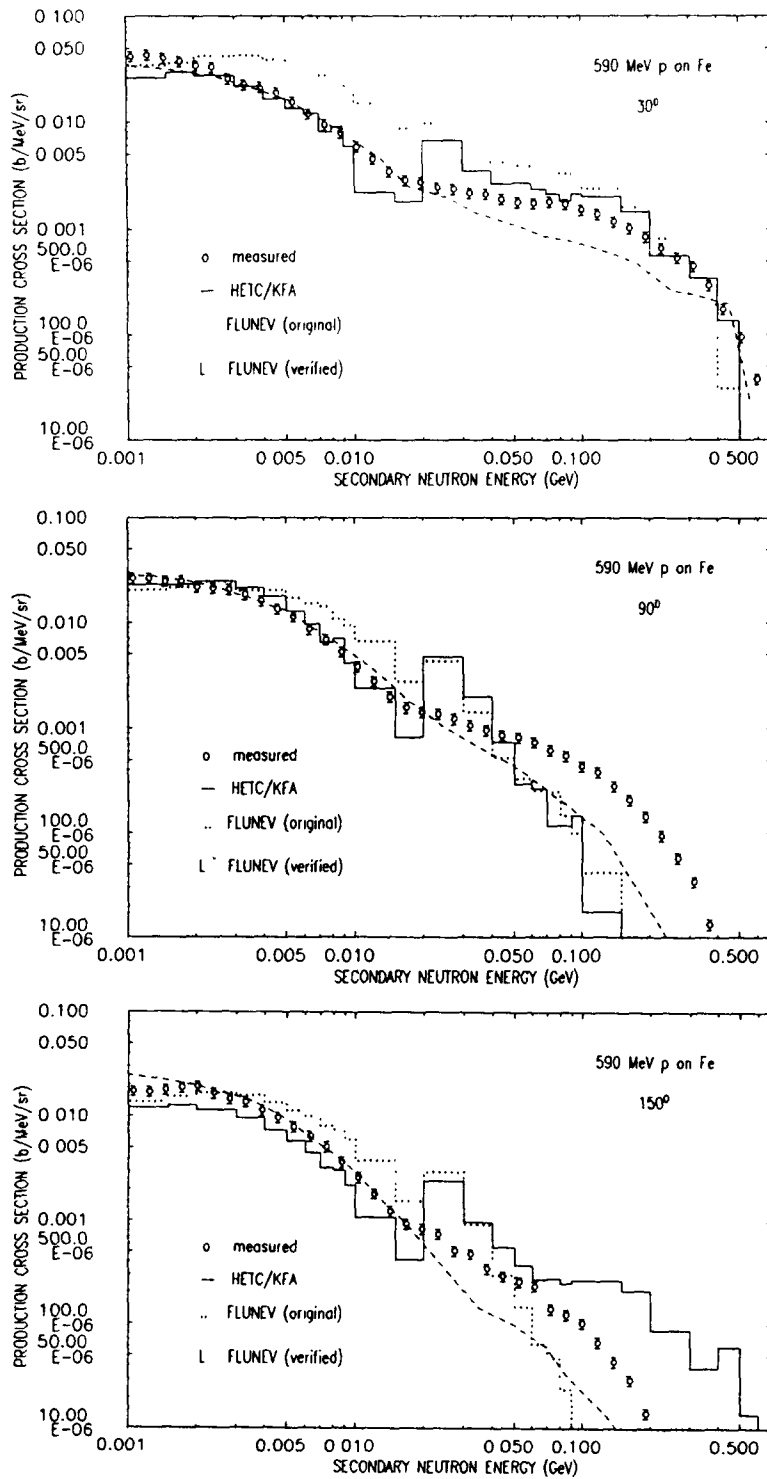 0 100
0 050
0 010
0 005
0 001
500.0
E-06
100.0
E-06
50.00
E-06
10.00
E-06
PRODUCTION CROSS SECTION (b/MeV/sr)
590 MeV p on Fe
30⁰
measured
HETC/KFA
FLUNEV (original)
L FLUNEV (verified)
0.001 0 005 0.010 0.050 0.100 0 500
SECONDARY NEUTRON ENERGY (GeV)
0.100
0.050
0.010
0.005
0.001
500.0
E-06
100.0
E-06
50.00
E-06
10.00
E-06
PRODUCTION CROSS SECTION (b/MeV/sr)
590 MeV p on Fe
90⁰
measured
HETC/KFA
FLUNEV (original)
L FLUNEV (verified)
0.001 0.005 0 010 0.050 0.100 0.500
SECONDARY NEUTRON ENERGY (GeV)
0.100
0.050
0 010
0 005
0.001
500.0
E-06
100.0
E-06
50.00
E-06
10.00
E-06
PRODUCTION CROSS SECTION (b/MeV/sr)
590 MeV p on Fe
150⁰
measured
HETC/KFA
FLUNEV (original)
L FLUNEV (verified)
0.001 0.005 0 010 0.050 0.100 0.500
SECONDARY NEUTRON ENERGY (GeV)